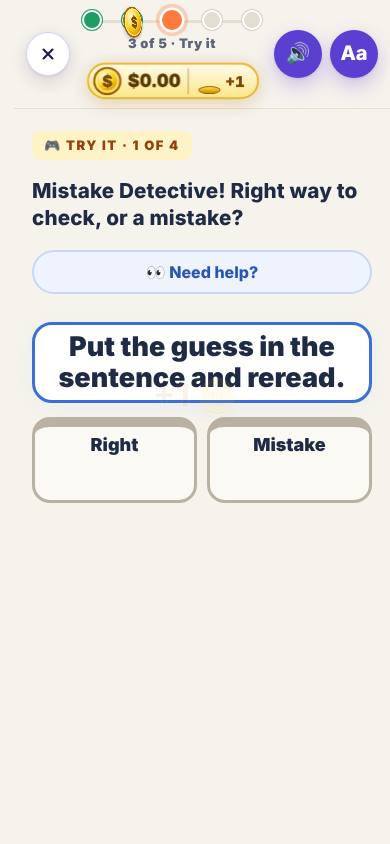 3 of 5 · Try it
$ $0.00 +1
Aa
🎮 TRY IT · 1 OF 4
Mistake Detective! Right way to
check, or a mistake?
👀 Need help?
Put the guess in the
sentence and reread.
Right
Mistake